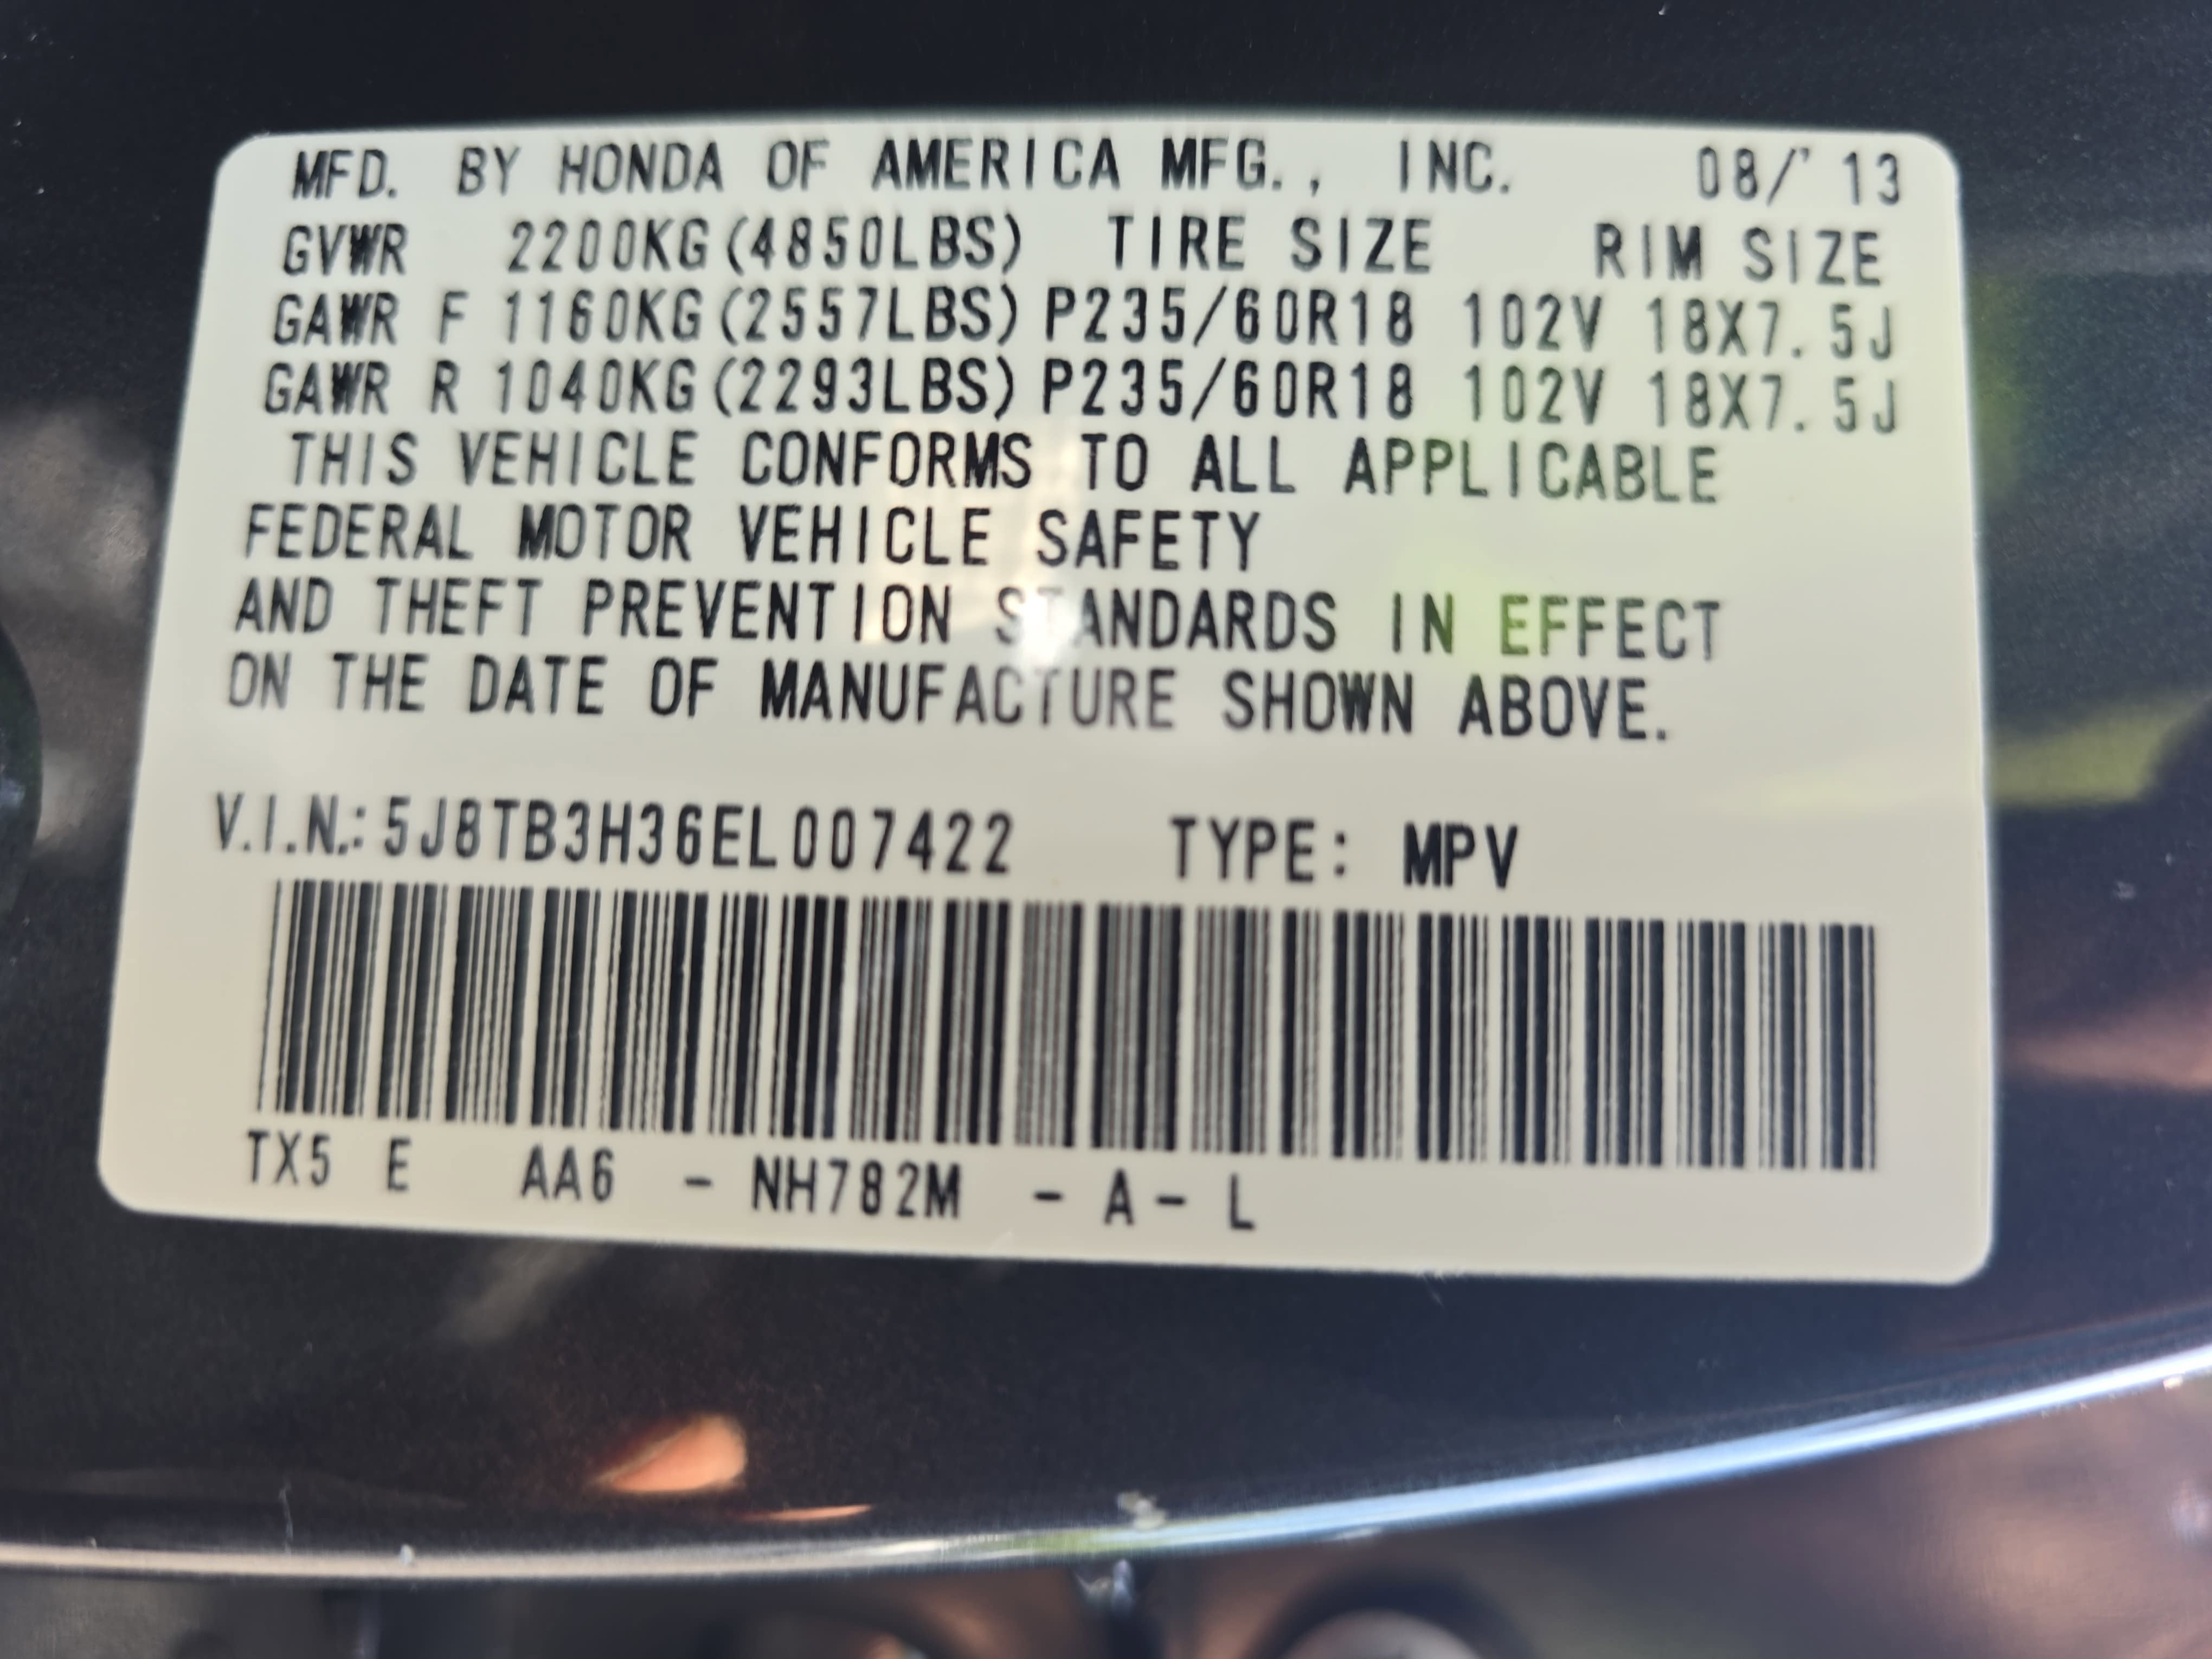 MFD. BY HONDA OF AMERICA MFG., INC. 08/'13
GVWR 2200KG(4850LBS) TIRE SIZE RIM SIZE
GAWR F 1160KG(2557LBS) P235/60R18 102V 18X7.5J
GAWR R 1040KG(2293LBS) P235/60R18 102V 18X7.5J
THIS VEHICLE CONFORMS TO ALL APPLICABLE
FEDERAL MOTOR VEHICLE SAFETY
AND THEFT PREVENTION STANDARDS IN EFFECT
ON THE DATE OF MANUFACTURE SHOWN ABOVE.
V.I.N.: 5J8TB3H36EL007422 TYPE: MPV
TX5 E AA6 - NH782M - A - L